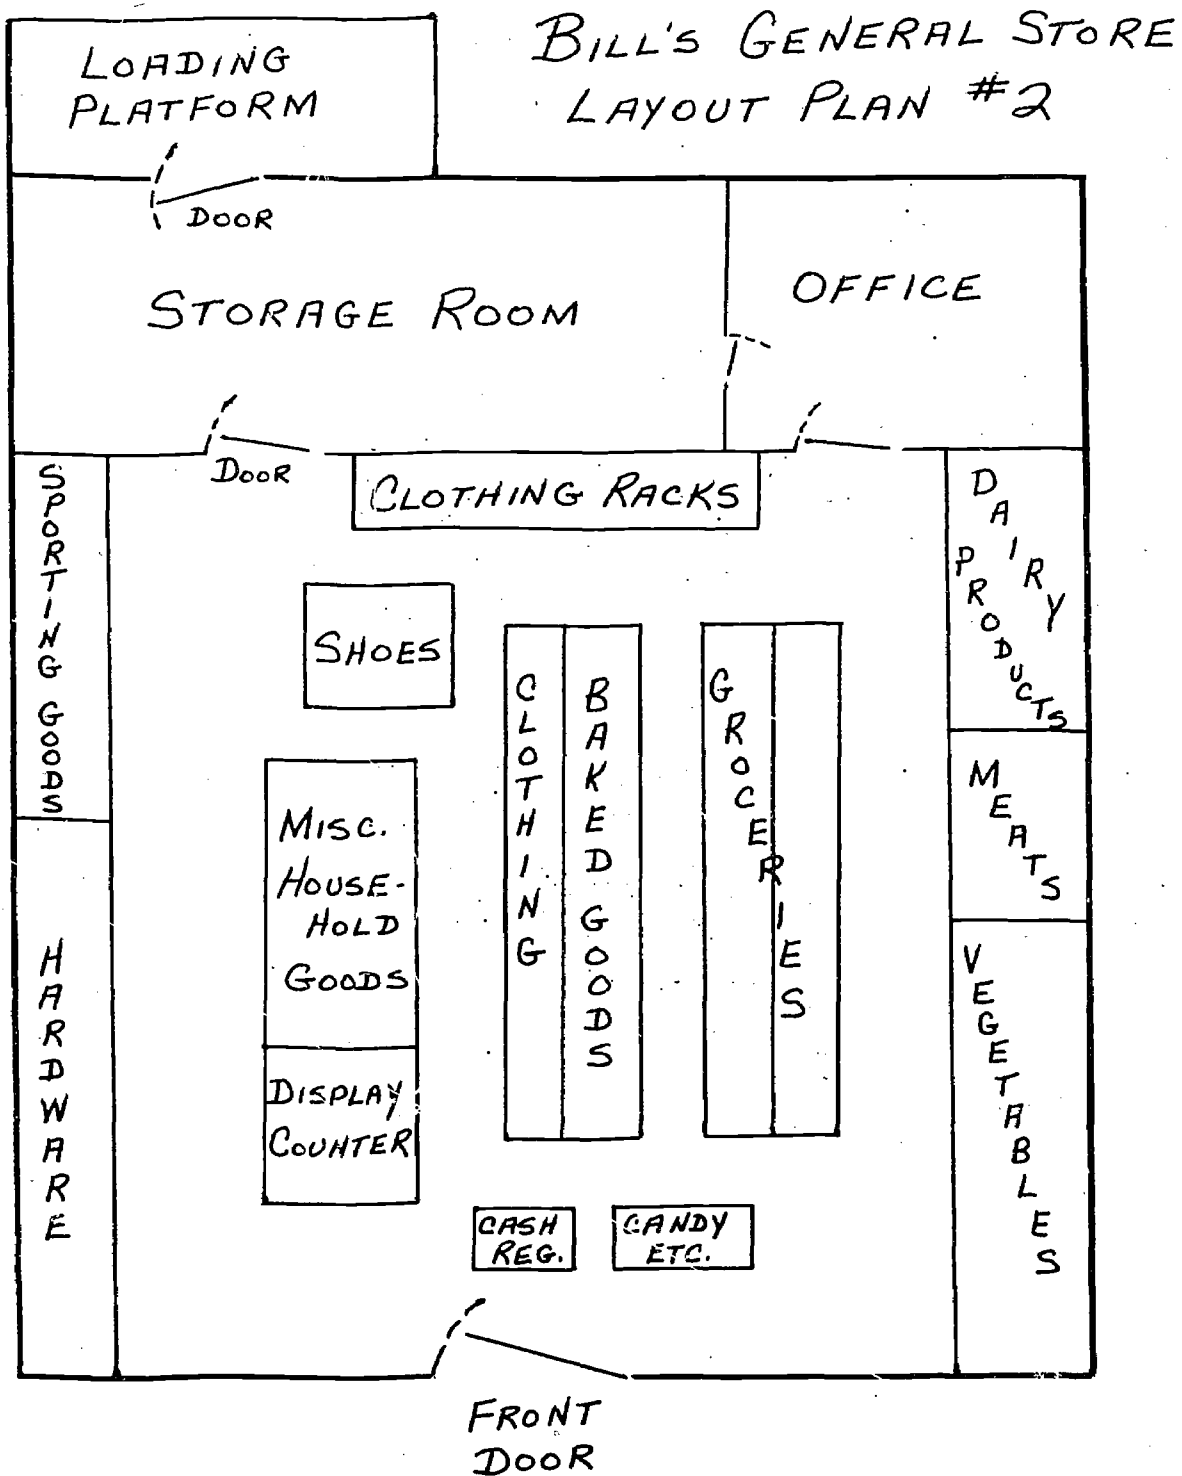 BILL'S GENERAL STORE
LAYOUT PLAN #2
LOADING
PLATFORM
DOOR
STORAGE ROOM
OFFICE
DOOR
CLOTHING RACKS
SPORTING GOODS
DAIRY
PRODUCTS
SHOES
CLOTHING
BAKED GOODS
GROCERIES
MEATS
MISC.
HOUSE-
HOLD
GOODS
HARDWARE
VEGETABLES
DISPLAY
COUNTER
CASH
REG.
CANDY
ETC.
FRONT
DOOR